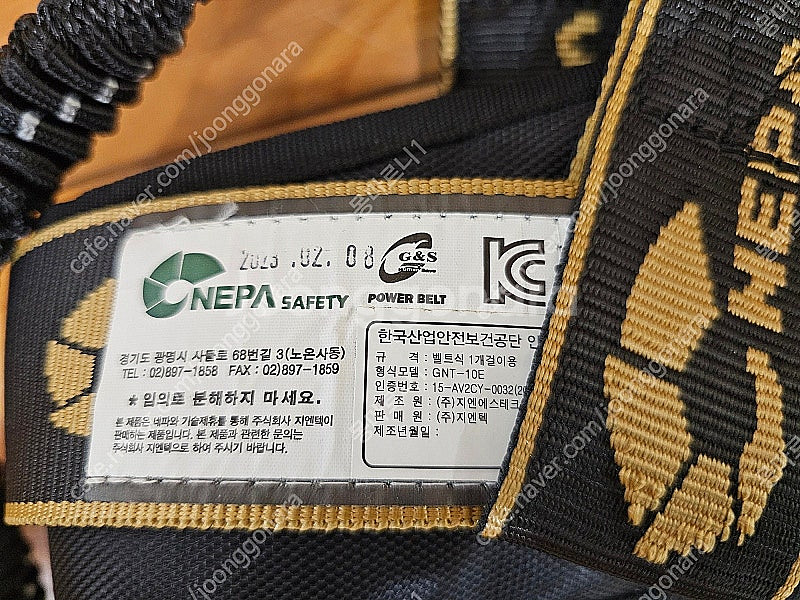 2023.02.08
G&S
NEPA SAFETY
POWER BELT
KC
경기도 광명시 사들로 68번길 3(노온사동)
TEL : 02)897-1858 FAX : 02)897-1859
* 임의로 분해하지 마세요.
본 제품은 네파와 기술제휴를 통해 주식회사 지엔텍이
판매하는 제품입니다. 본 제품과 관련한 문의는
주식회사 지엔텍으로 하여 주시기 바랍니다.
한국산업안전보건공단
규 격 : 벨트식 1개걸이용
형식모델 : GNT-10E
인증번호 : 15-AV2CY-0032(20
제 조 원 : (주)지엔에스테크
판 매 원 : (주)지엔텍
제조년월일 :
NEPA
cafe.naver.com/joonggonara